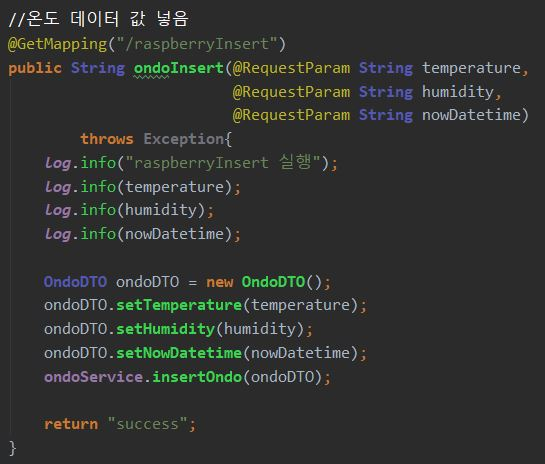 //온도 데이터 값 넣음
@GetMapping("/raspberryInsert")
public String ondoInsert(@RequestParam String temperature,
@RequestParam String humidity,
@RequestParam String nowDatetime)
throws Exception{
log.info("raspberryInsert 실행");
log.info(temperature);
log.info(humidity);
log.info(nowDatetime);
OndoDTO ondoDTO = new OndoDTO();
ondoDTO.setTemperature(temperature);
ondoDTO.setHumidity(humidity);
ondoDTO.setNowDatetime(nowDatetime);
ondoService.insertOndo(ondoDTO);
return "success";
}